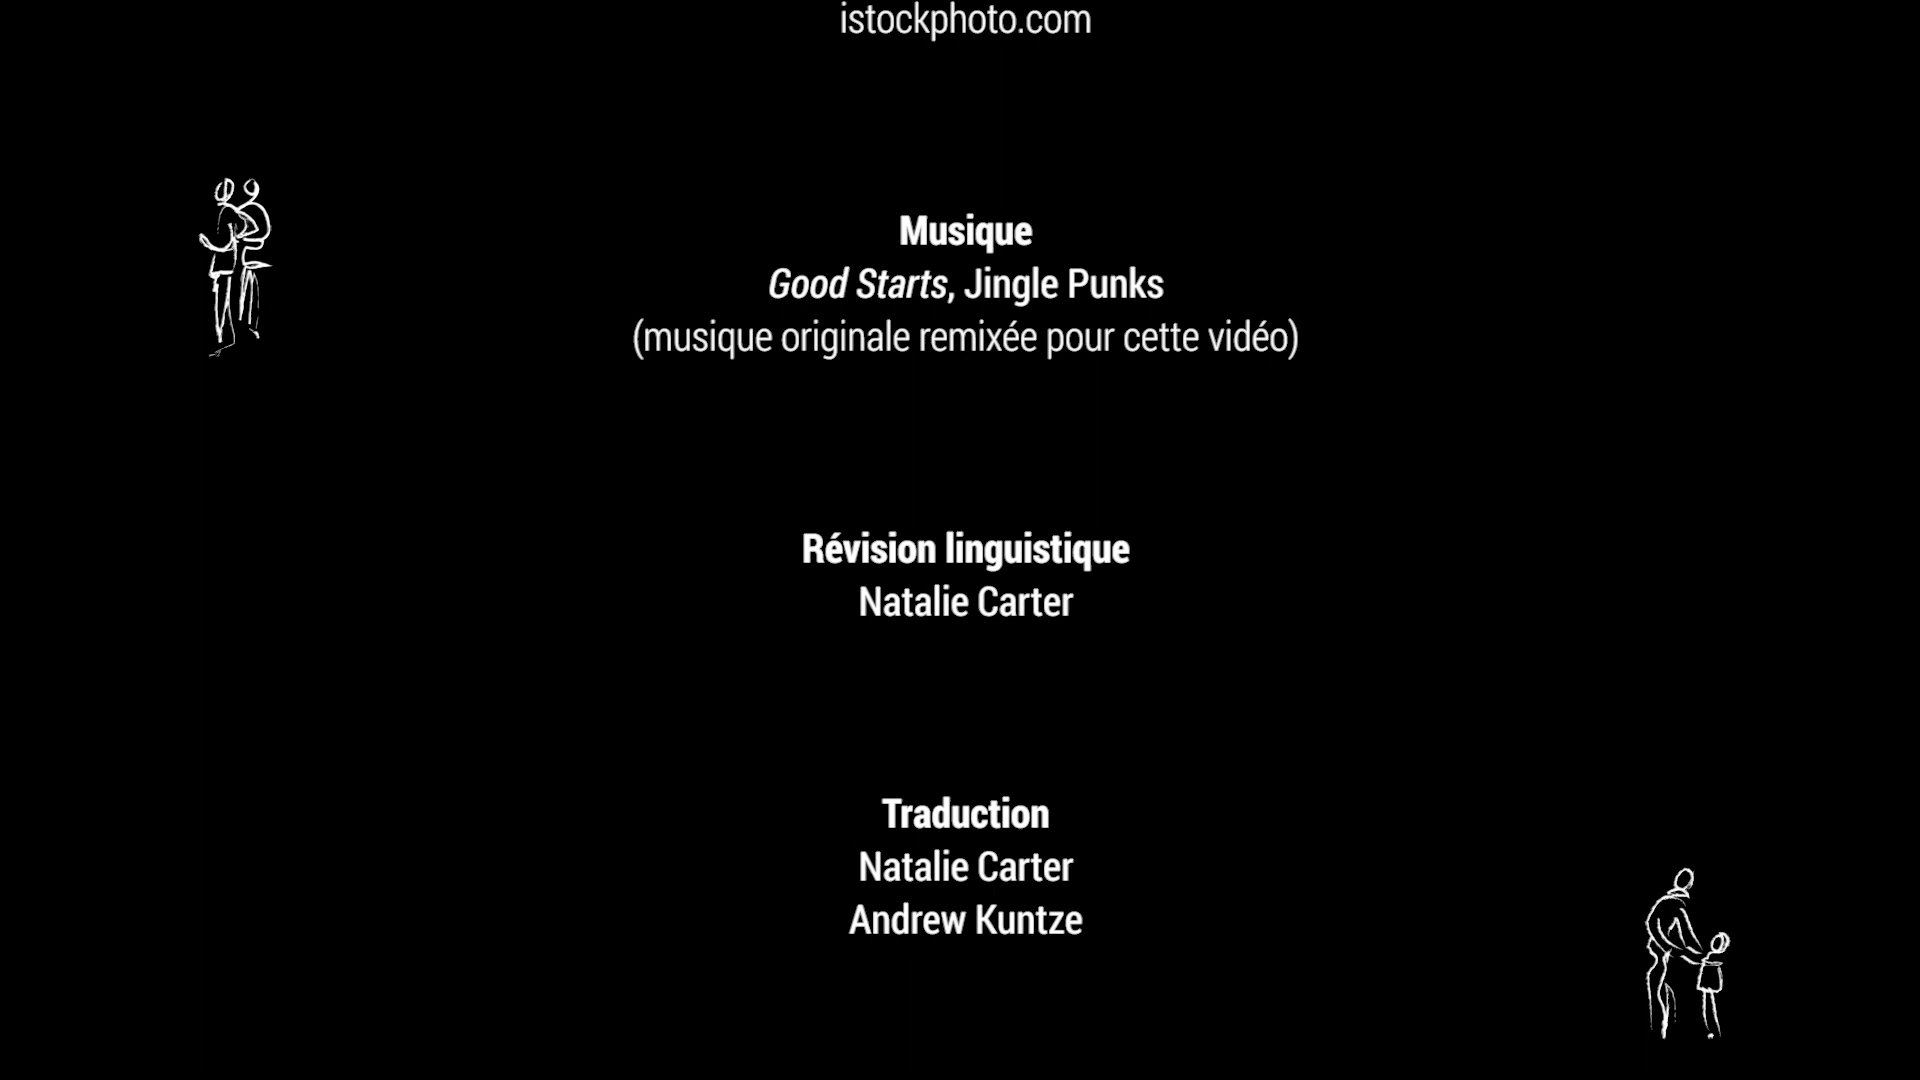 istockphoto.com
Musique
Good Starts, Jingle Punks
(musique originale remixée pour cette vidéo)
Révision linguistique
Natalie Carter
Traduction
Natalie Carter
Andrew Kuntze